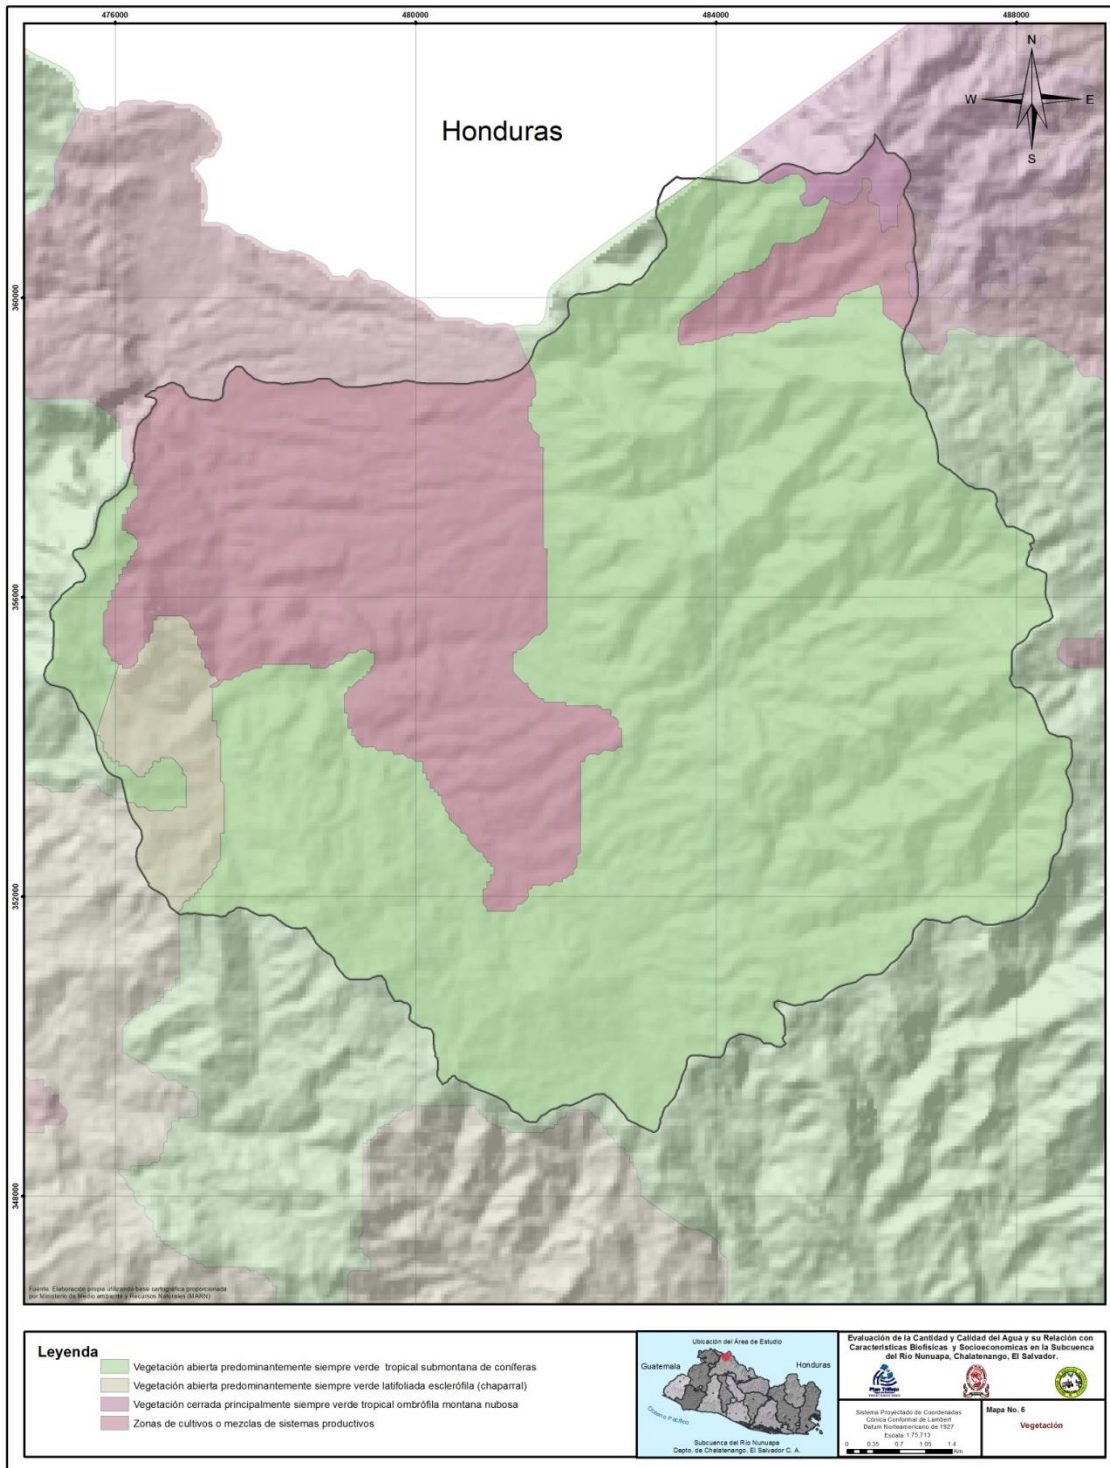 476000 480000 484000 488000
N
W E
S
Honduras
360000
356000
352000
348000
Fuente: Elaboración propia utilizando base cartográfica proporcionada
por Ministerio de Medio ambiente y Recursos Naturales (MARN)
Leyenda
Vegetación abierta predominantemente siempre verde tropical submontana de coníferas
Vegetación abierta predominantemente siempre verde latifoliada esclerófila (chaparral)
Vegetación cerrada principalmente siempre verde tropical ombrófila montana nubosa
Zonas de cultivos o mezclas de sistemas productivos
Ubicación del Área de Estudio
Guatemala
Honduras
Océano Pacífico
Subcuenca del Río Nunuapa
Depto. de Chalatenango, El Salvador C. A.
Evaluación de la Cantidad y Calidad del Agua y su Relación con
Características Biofísicas y Socioeconomicas en la Subcuenca
del Río Nunuapa, Chalatenango, El Salvador.
Plan Trifinio
Sistema Proyectado de Coordenadas
Cónica Conformal de Lambert
Datum Norteamericano de 1927
Escala: 1:75,713
0 0.35 0.7 1.05 1.4
Km
Mapa No. 6
Vegetación